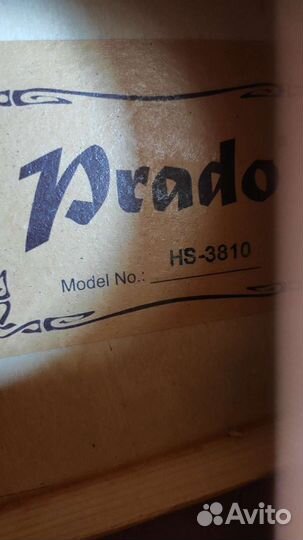 Prado
HS-3810
Model No.:
Avito